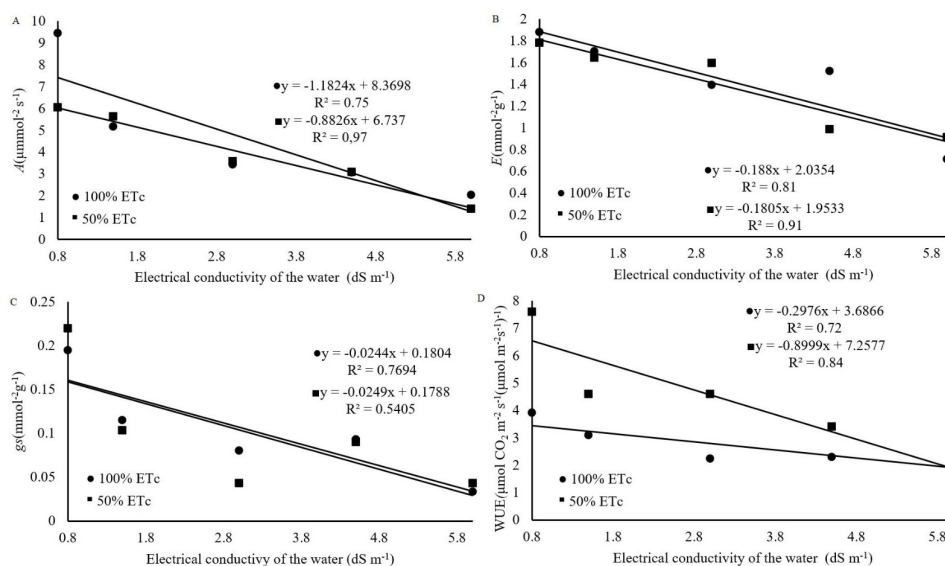 A
A(µmmol-2 s-1)
10
9
8
7
6
5
4
3
2
1
0
y = -1.1824x + 8.3698
R² = 0.75
y = -0.8826x + 6.737
R² = 0,97
100% ETc
50% ETc
0.8 1.8 2.8 3.8 4.8 5.8
Electrical conductivity of the water (dS m-1)
B
E(mmol-2g-1)
2
1.8
1.6
1.4
1.2
1
0.8
0.6
0.4
0.2
0
y = -0.188x + 2.0354
R² = 0.81
y = -0.1805x + 1.9533
R² = 0.91
100% ETc
50% ETc
0.8 1.8 2.8 3.8 4.8 5.8
Electrical conductivity of the water (dS m-1)
C
gs(mmol-2g-1)
0.25
0.2
0.15
0.1
0.05
0
y = -0.0244x + 0.1804
R² = 0.7694
y = -0.0249x + 0.1788
R² = 0.5405
100% ETc
50% ETc
0.8 1.8 2.8 3.8 4.8 5.8
Electrical conductivity of the water (dS m-1)
D
WUE(µmol CO2 m-2 s-1(µmol m-2s-1)-1)
8
7
6
5
4
3
2
1
0
y = -0.2976x + 3.6866
R² = 0.72
y = -0.8999x + 7.2577
R² = 0.84
100% ETc
50% ETc
0.8 1.8 2.8 3.8 4.8 5.8
Electrical conductivity of the water (dS m-1)